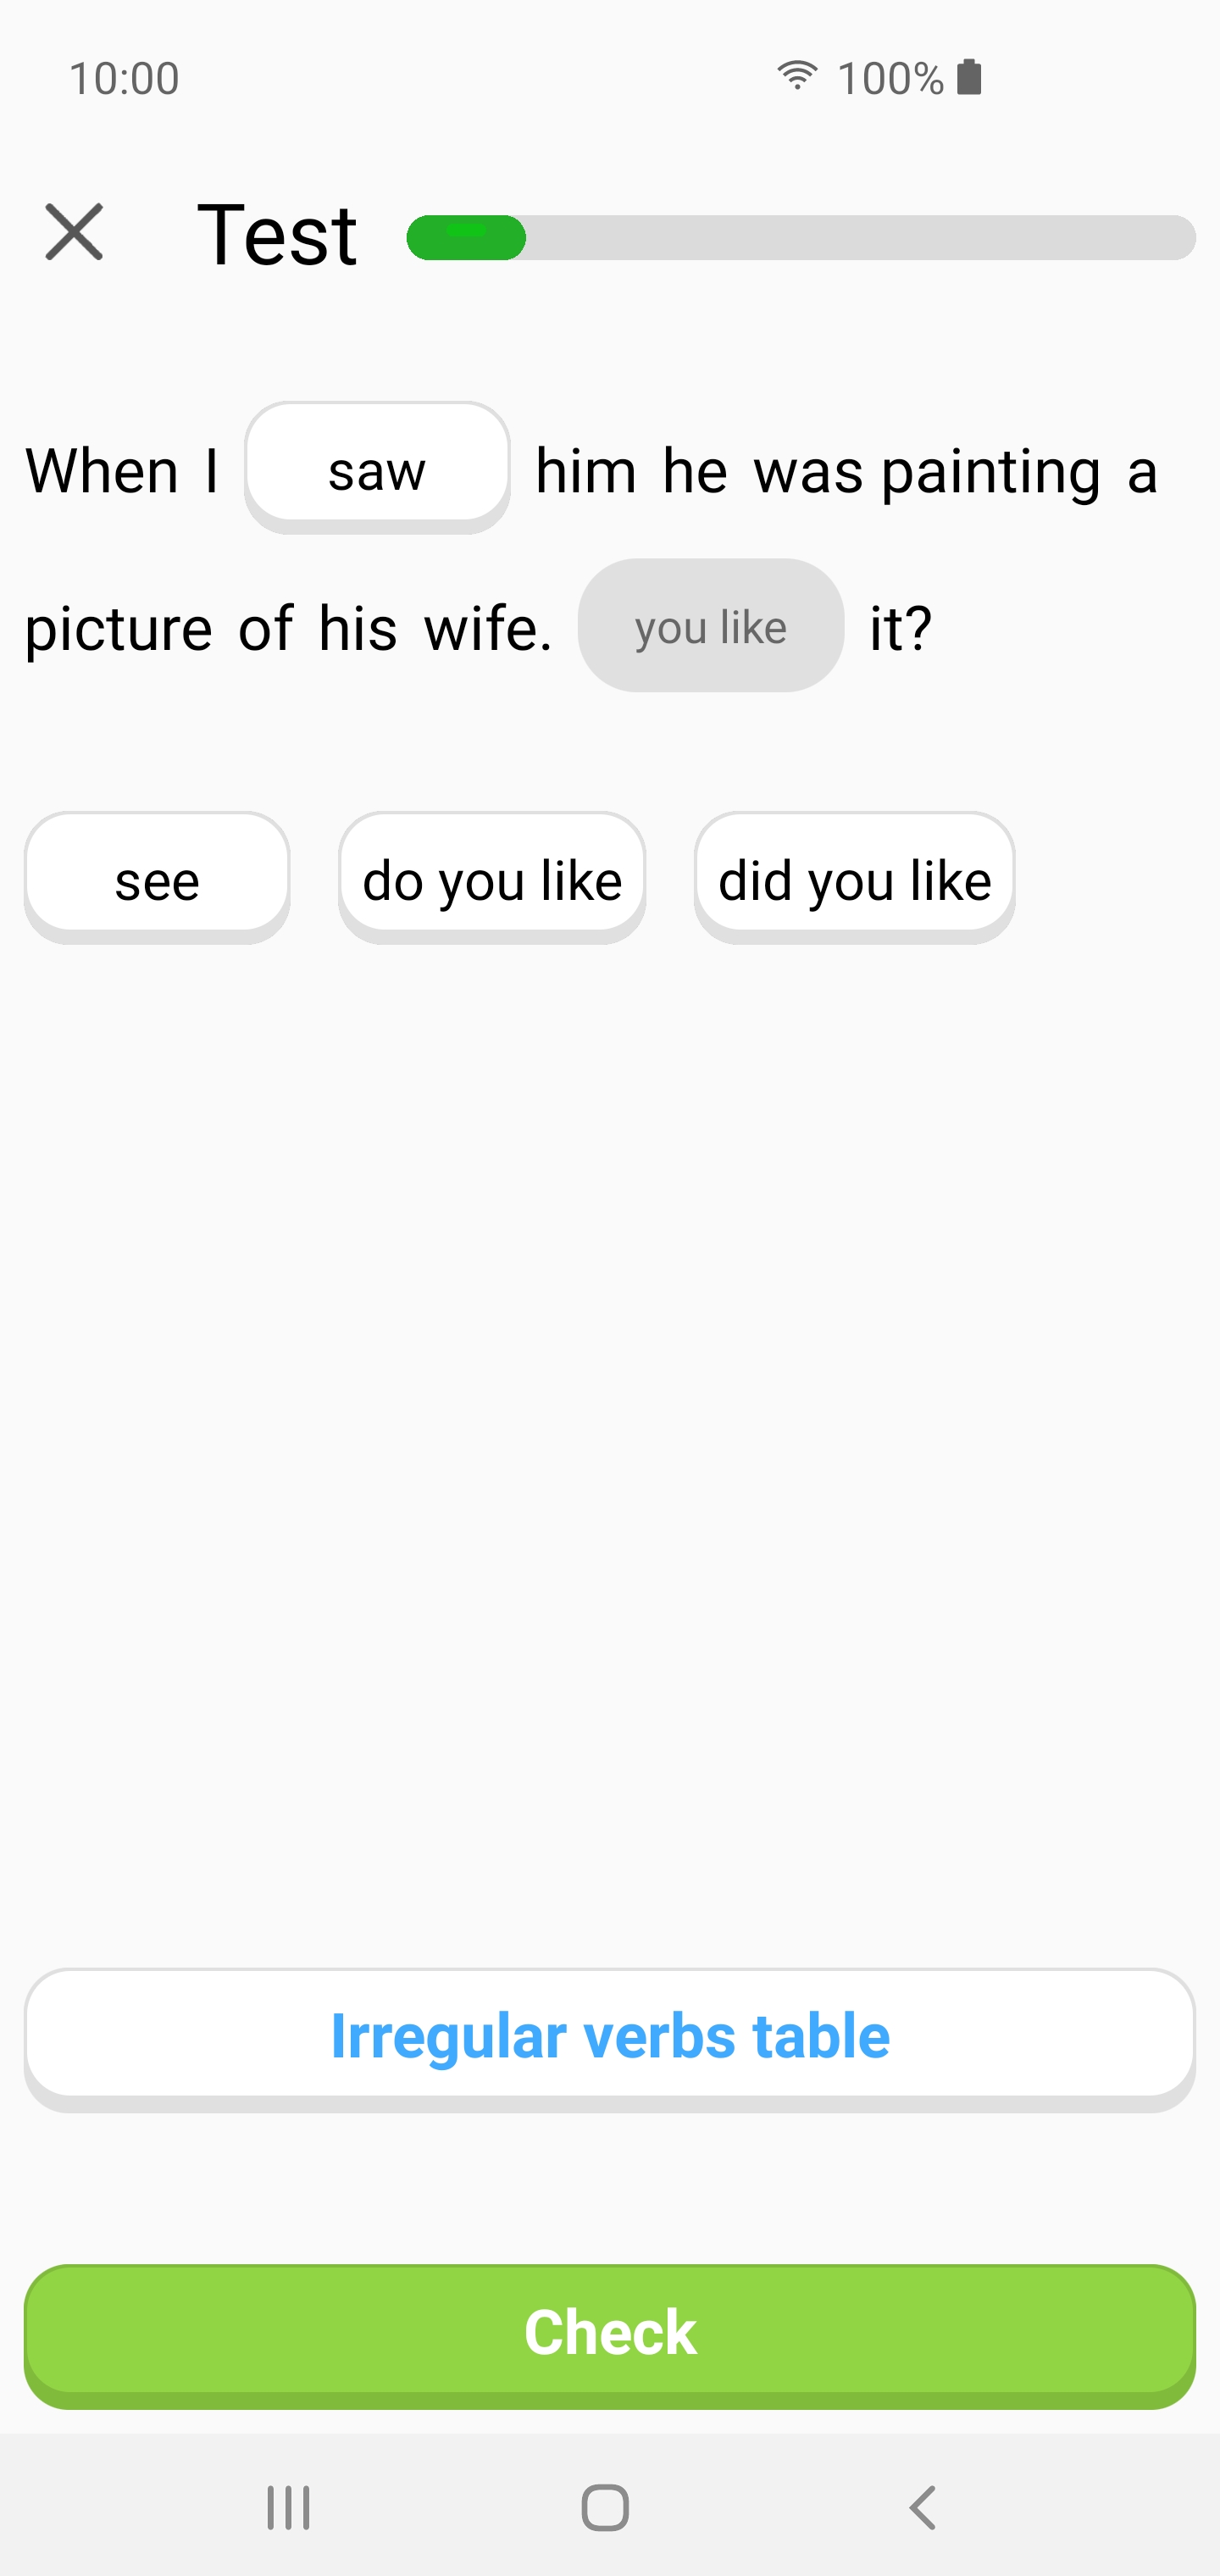 10:00 100%
Test
When I saw him he was painting a
picture of his wife. you like it?
see do you like did you like
Irregular verbs table
Check